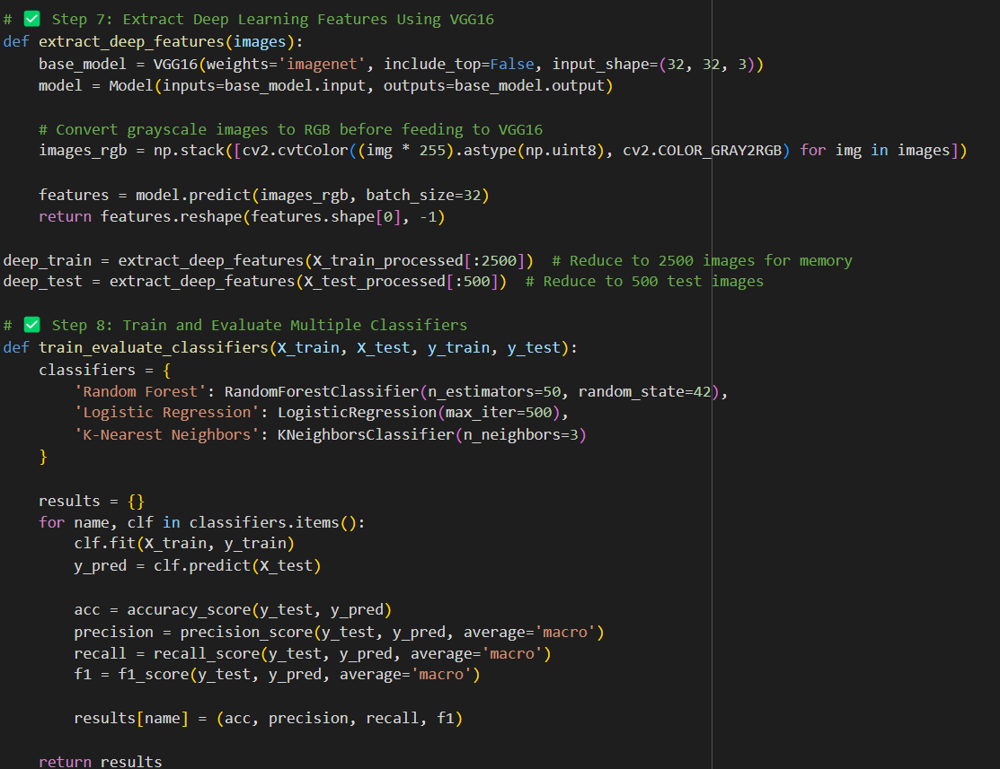 # ✅ Step 7: Extract Deep Learning Features Using VGG16
def extract_deep_features(images):
    base_model = VGG16(weights='imagenet', include_top=False, input_shape=(32, 32, 3))
    model = Model(inputs=base_model.input, outputs=base_model.output)

    # Convert grayscale images to RGB before feeding to VGG16
    images_rgb = np.stack([cv2.cvtColor((img * 255).astype(np.uint8), cv2.COLOR_GRAY2RGB) for img in images])

    features = model.predict(images_rgb, batch_size=32)
    return features.reshape(features.shape[0], -1)

deep_train = extract_deep_features(X_train_processed[:2500])  # Reduce to 2500 images for memory
deep_test = extract_deep_features(X_test_processed[:500])  # Reduce to 500 test images

# ✅ Step 8: Train and Evaluate Multiple Classifiers
def train_evaluate_classifiers(X_train, X_test, y_train, y_test):
    classifiers = {
        'Random Forest': RandomForestClassifier(n_estimators=50, random_state=42),
        'Logistic Regression': LogisticRegression(max_iter=500),
        'K-Nearest Neighbors': KNeighborsClassifier(n_neighbors=3)
    }

    results = {}
    for name, clf in classifiers.items():
        clf.fit(X_train, y_train)
        y_pred = clf.predict(X_test)

        acc = accuracy_score(y_test, y_pred)
        precision = precision_score(y_test, y_pred, average='macro')
        recall = recall_score(y_test, y_pred, average='macro')
        f1 = f1_score(y_test, y_pred, average='macro')

        results[name] = (acc, precision, recall, f1)

    return results